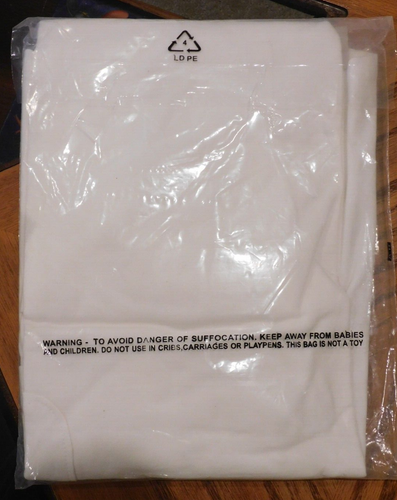 4
LDPE
WARNING - TO AVOID DANGER OF SUFFOCATION. KEEP AWAY FROM BABIES
AND CHILDREN. DO NOT USE IN CRIBS,CARRIAGES OR PLAYPENS. THIS BAG IS NOT A TOY